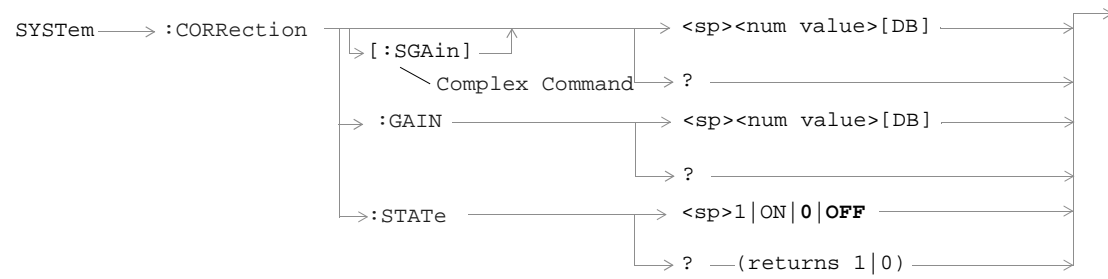 SYSTem :CORRection <sp><num value>[DB]
[:SGAin]
Complex Command ?
:GAIN <sp><num value>[DB]
?
:STATe <sp>1|ON|0|OFF
? (returns 1|0)